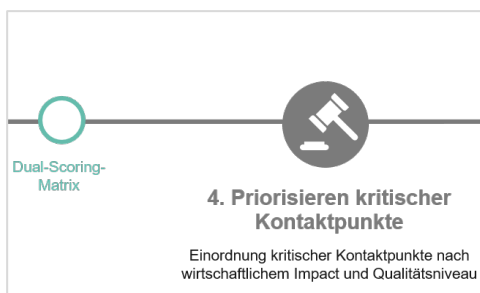 Dual-Scoring-
Matrix
4. Priorisieren kritischer
Kontaktpunkte
Einordnung kritischer Kontaktpunkte nach
wirtschaftlichem Impact und Qualitätsniveau